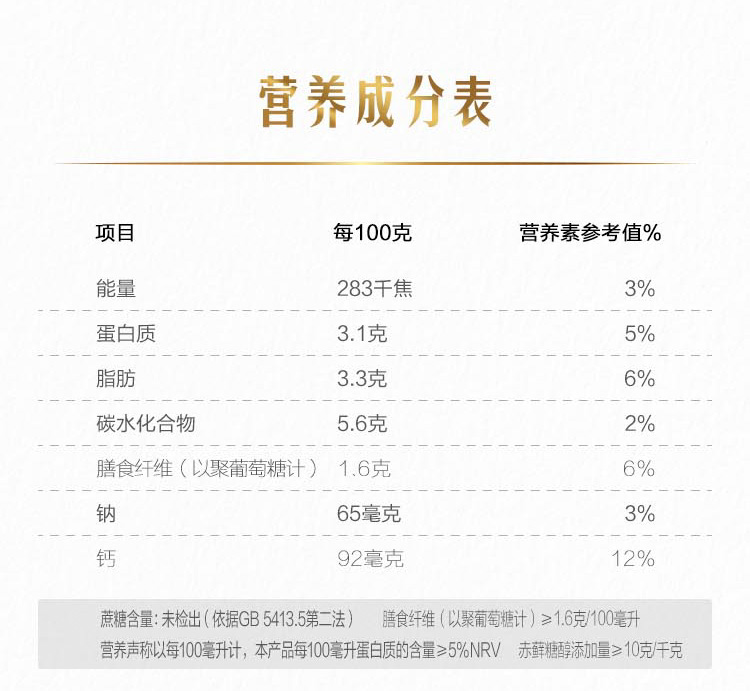 营养成分表
项目 每100克 营养素参考值%
能量 283千焦 3%
蛋白质 3.1克 5%
脂肪 3.3克 6%
碳水化合物 5.6克 2%
膳食纤维（以聚葡萄糖计） 1.6克 6%
钠 65毫克 3%
钙 92毫克 12%
蔗糖含量：未检出（依据GB 5413.5第二法） 膳食纤维（以聚葡萄糖计）≥1.6克/100毫升
营养声称以每100毫升计，本产品每100毫升蛋白质的含量≥5%NRV 赤藓糖醇添加量≥10克/千克